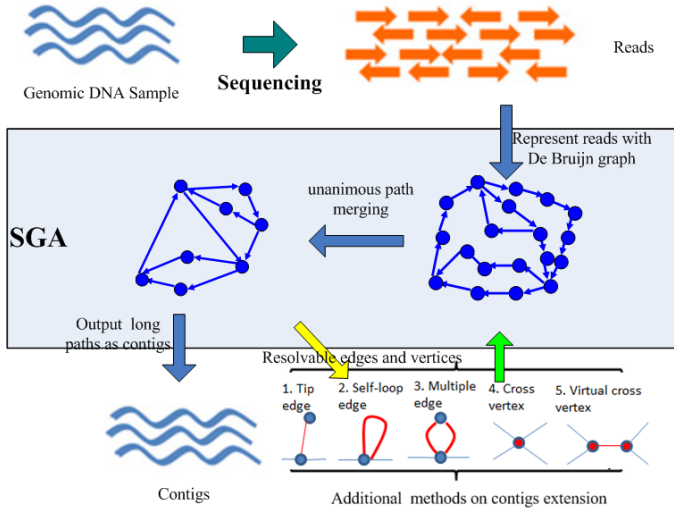 Genomic DNA Sample
Sequencing
Reads
Represent reads with
De Bruijn graph
unanimous path
merging
SGA
Output long
paths as contigs
Resolvable edges and vertices
1. Tip
edge
2. Self-loop
edge
3. Multiple
edge
4. Cross
vertex
5. Virtual cross
vertex
Contigs
Additional methods on contigs extension